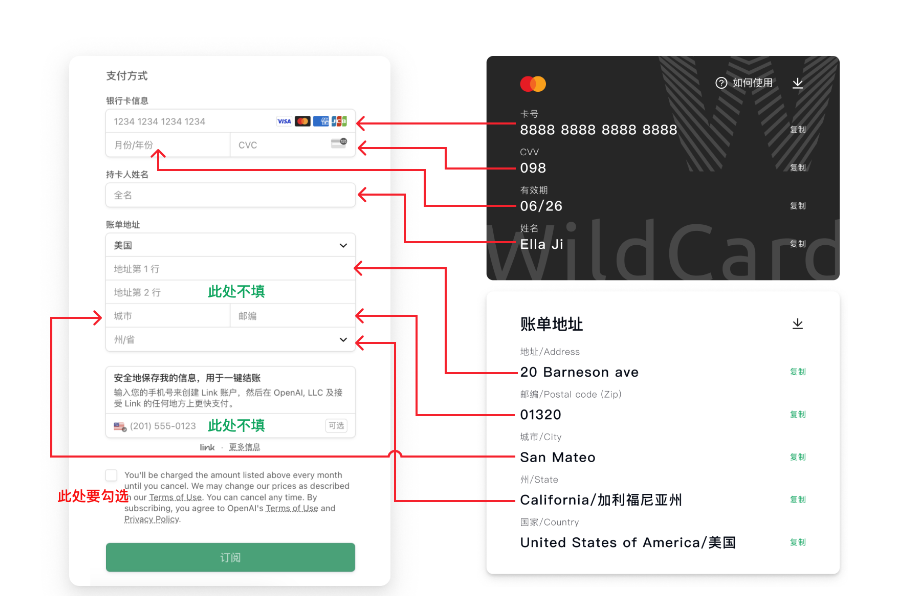 支付方式
银行卡信息
1234 1234 1234 1234 VISA
月份/年份 CVC
持卡人姓名
全名
账单地址
美国
地址第 1 行
地址第 2 行 此处不填
城市 邮编
州/省
安全地保存我的信息，用于一键结账
输入您的手机号来创建 Link 账户，然后在 OpenAI, LLC 及接
受 Link 的任何地方上更快支付。
(201) 555-0123 此处不填 可选
link · 更多信息
You'll be charged the amount listed above every month
until you cancel. We may change our prices as described
此处要勾选
in our Terms of Use. You can cancel any time. By
subscribing, you agree to OpenAI's Terms of Use and
Privacy Policy.
订阅
如何使用
卡号
8888 8888 8888 8888 复制
CVV
098 复制
有效期
06/26 复制
姓名
Ella Ji 复制
WildCard
账单地址
地址/Address
20 Barneson ave 复制
邮编/Postal code (Zip)
01320 复制
城市/City
San Mateo 复制
州/State
California/加利福尼亚州 复制
国家/Country
United States of America/美国 复制